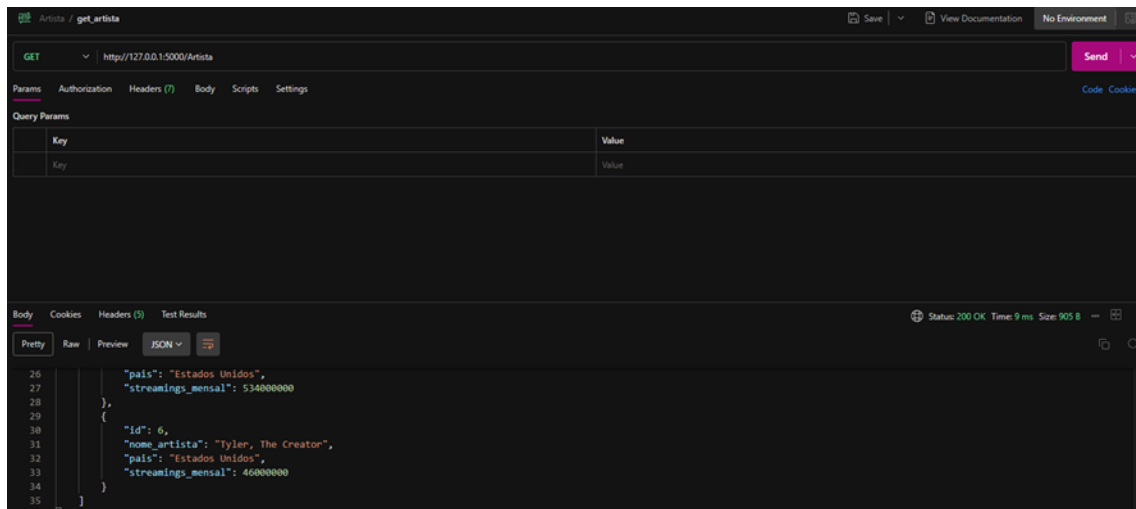 Artista / get_artista Save View Documentation No Environment
GET http://127.0.0.1:5000/Artista Send
Params Authorization Headers (7) Body Scripts Settings Code Cookie
Query Params
Key Value
Key Value
Body Cookies Headers (5) Test Results Status: 200 OK Time: 9 ms Size: 905 B
Pretty Raw Preview JSON
26 "pais": "Estados Unidos",
27 "streamings_mensal": 534000000
28 },
29 {
30 "id": 6,
31 "nome_artista": "Tyler, The Creator",
32 "pais": "Estados Unidos",
33 "streamings_mensal": 46000000
34 }
35 ]